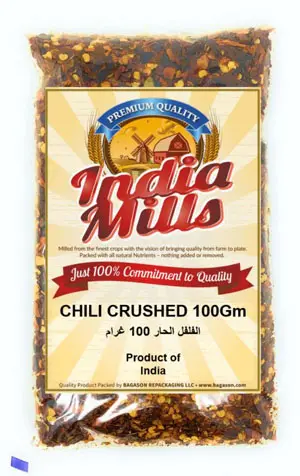 PREMIUM QUALITY
India
Mills
Milled from the finest crops with the vision of bringing quality from farm to plate.
Packed with all natural Nutrients – nothing added or removed.
Just 100% Commitment to Quality
CHILI CRUSHED 100Gm
الفلفل الحار 100 غرام
Product of
India
Quality Product Packed by BAGASON REPACKAGING LLC • www.bagason.com